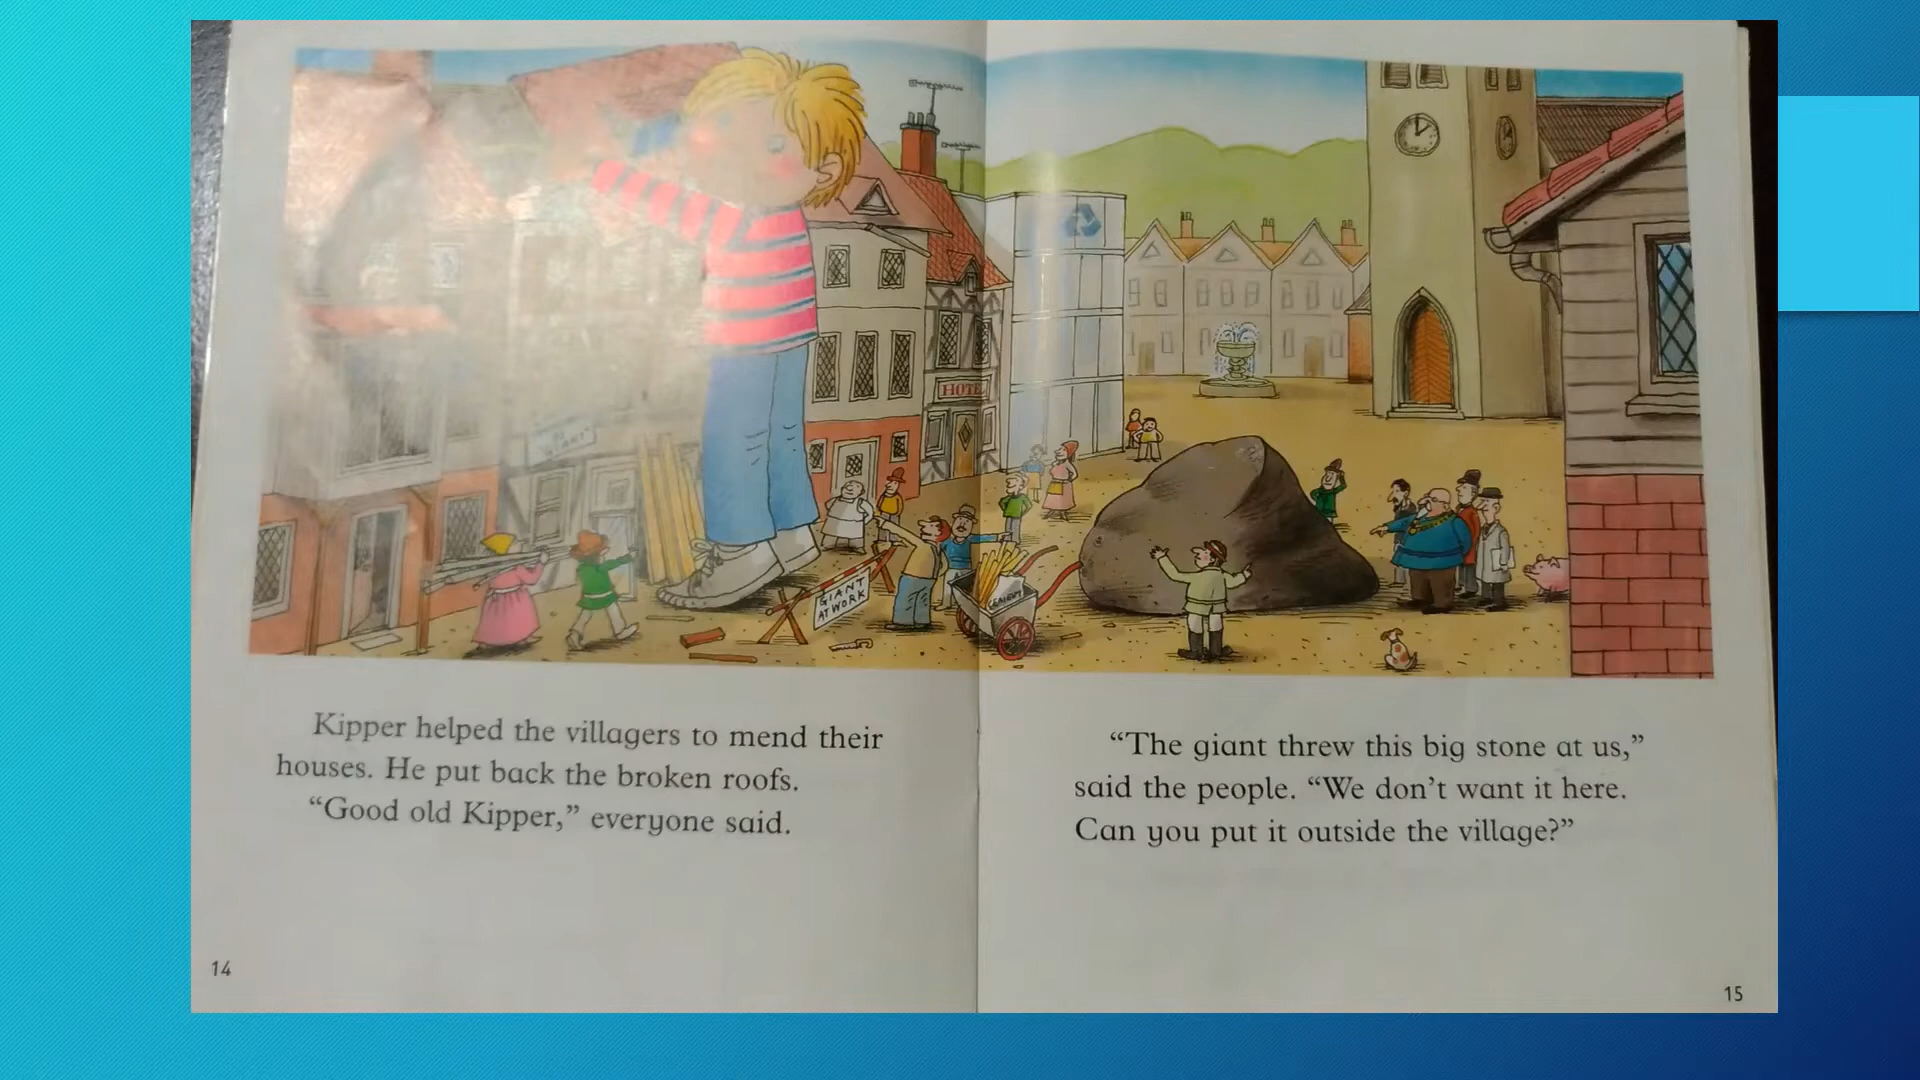 HOTEL
GIANT
AT WORK
CEMENT
Kipper helped the villagers to mend their
houses. He put back the broken roofs.
“Good old Kipper,” everyone said.
14
“The giant threw this big stone at us,”
said the people. “We don’t want it here.
Can you put it outside the village?”
15